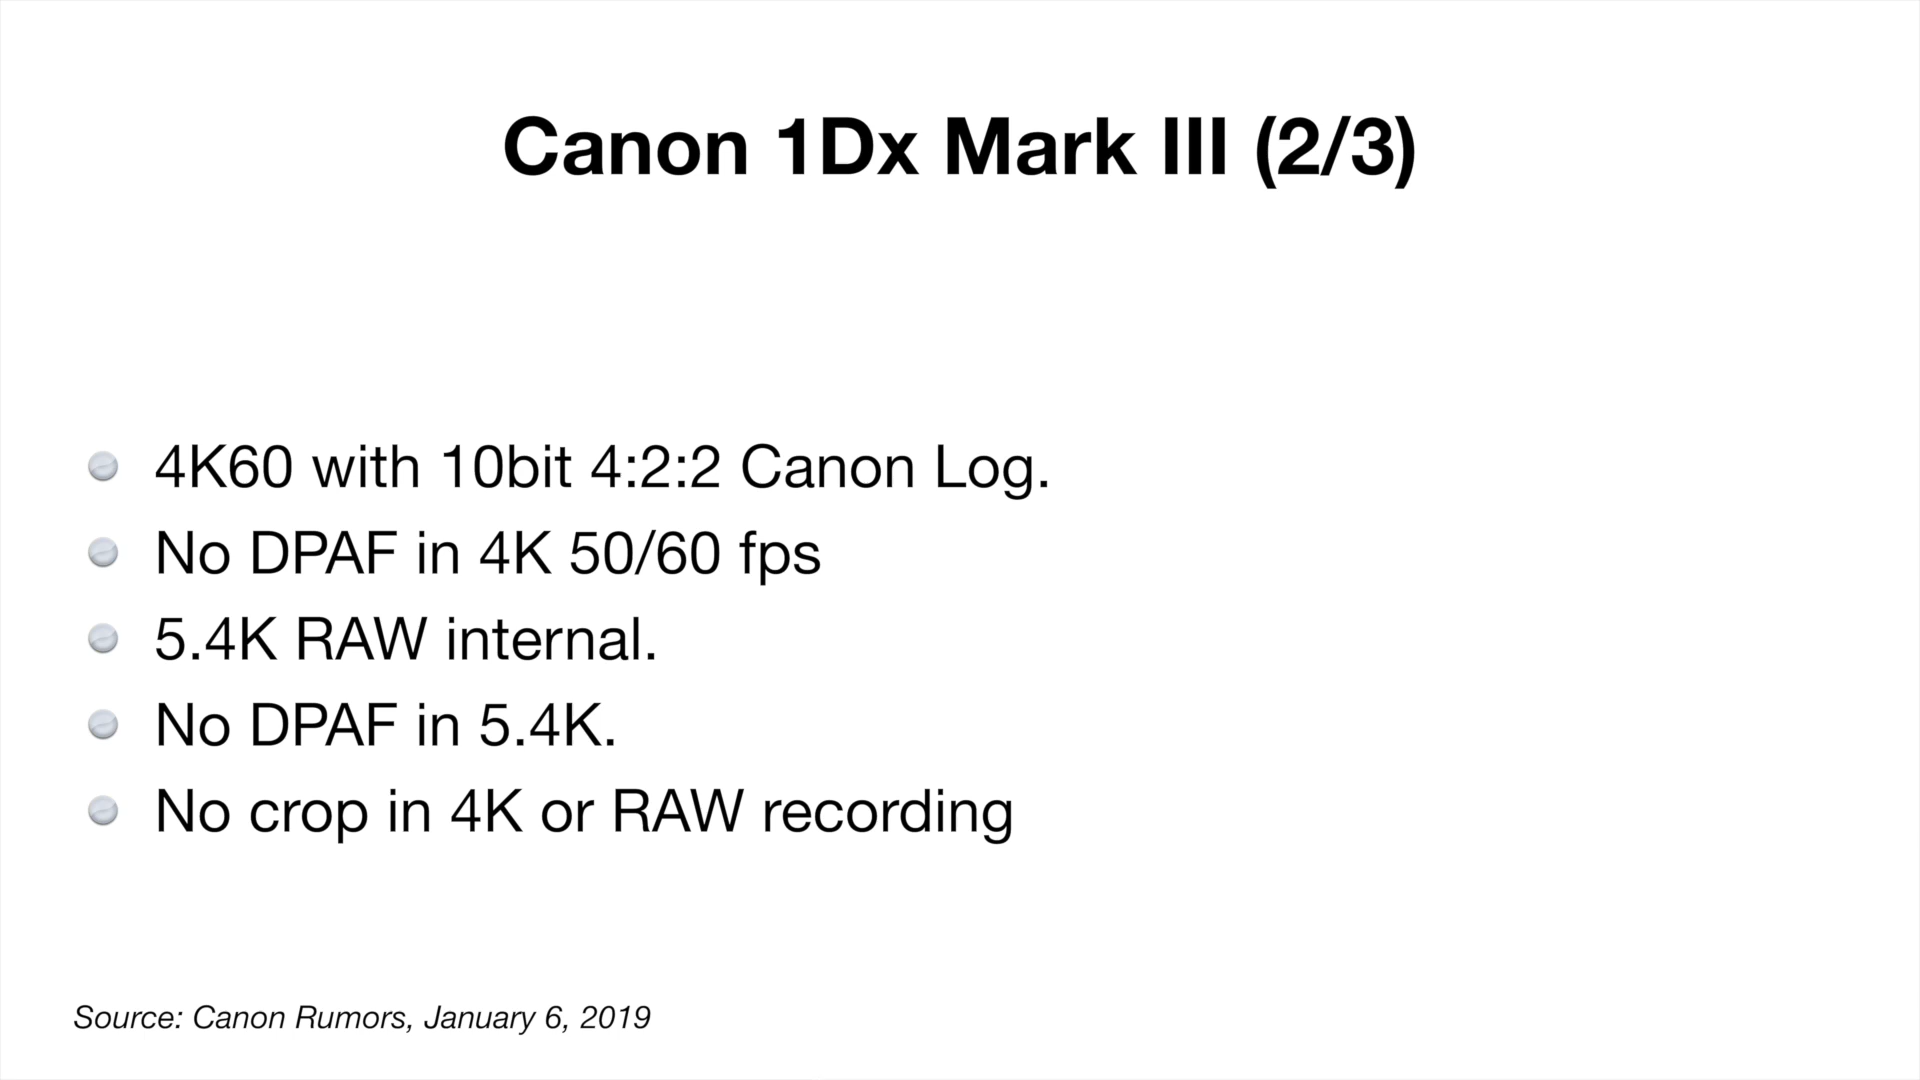 Canon 1Dx Mark III (2/3)
4K60 with 10bit 4:2:2 Canon Log.
No DPAF in 4K 50/60 fps
5.4K RAW internal.
No DPAF in 5.4K.
No crop in 4K or RAW recording
Source: Canon Rumors, January 6, 2019